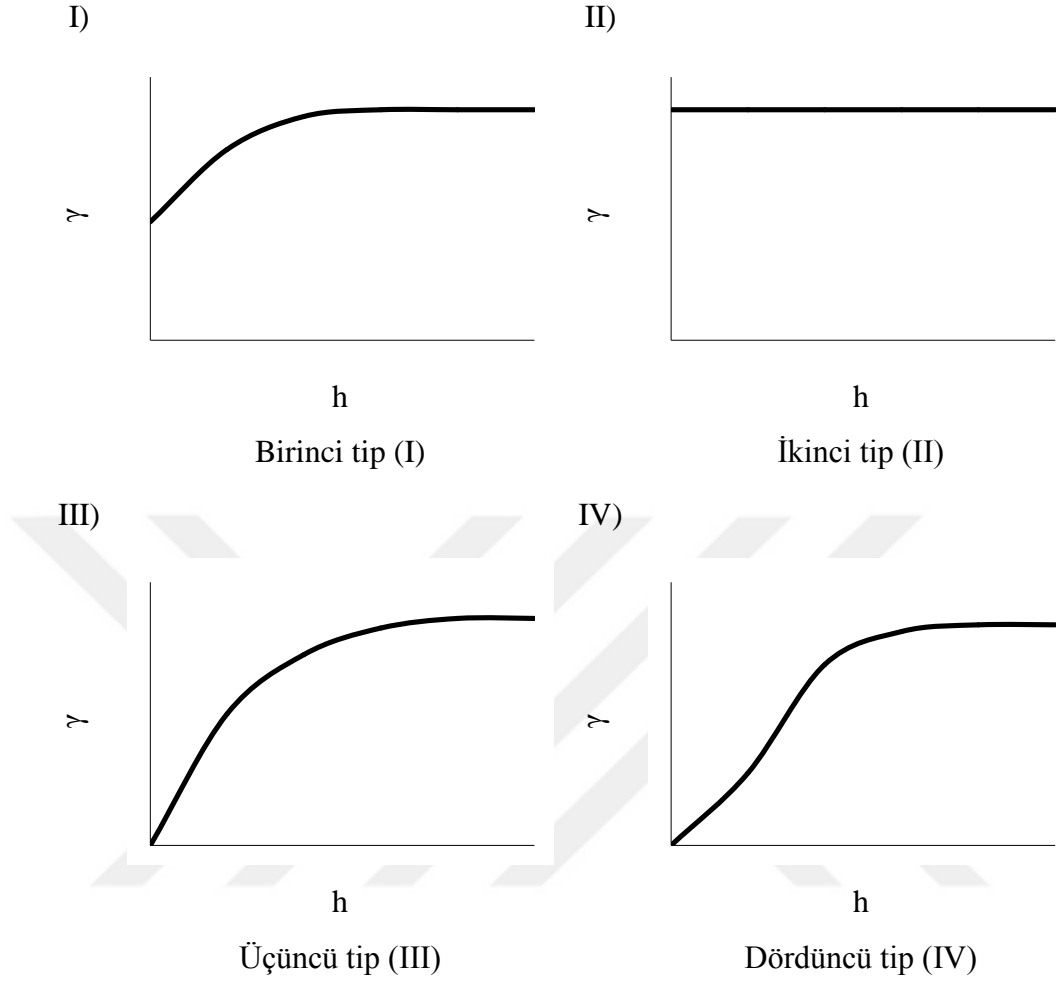 I)
II)
γ
γ
h
h
Birinci tip (I)
İkinci tip (II)
III)
IV)
γ
γ
h
h
Üçüncü tip (III)
Dördüncü tip (IV)